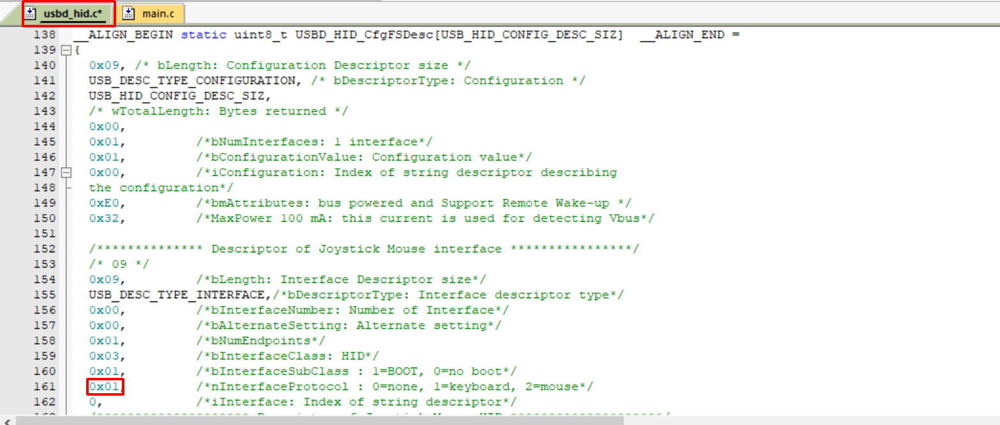 usbd_hid.c* main.c
138 __ALIGN_BEGIN static uint8_t USBD_HID_CfgFSDesc[USB_HID_CONFIG_DESC_SIZ] __ALIGN_END =
139 {
140 0x09, /* bLength: Configuration Descriptor size */
141 USB_DESC_TYPE_CONFIGURATION, /* bDescriptorType: Configuration */
142 USB_HID_CONFIG_DESC_SIZ,
143 /* wTotalLength: Bytes returned */
144 0x00,
145 0x01, /*bNumInterfaces: 1 interface*/
146 0x01, /*bConfigurationValue: Configuration value*/
147 0x00, /*iConfiguration: Index of string descriptor describing
148 the configuration*/
149 0xE0, /*bmAttributes: bus powered and Support Remote Wake-up */
150 0x32, /*MaxPower 100 mA: this current is used for detecting Vbus*/
151
152 /************** Descriptor of Joystick Mouse interface ****************/
153 /* 09 */
154 0x09, /*bLength: Interface Descriptor size*/
155 USB_DESC_TYPE_INTERFACE,/*bDescriptorType: Interface descriptor type*/
156 0x00, /*bInterfaceNumber: Number of Interface*/
157 0x00, /*bAlternateSetting: Alternate setting*/
158 0x01, /*bNumEndpoints*/
159 0x03, /*bInterfaceClass: HID*/
160 0x01, /*bInterfaceSubClass : 1=BOOT, 0=no boot*/
161 0x01, /*nInterfaceProtocol : 0=none, 1=keyboard, 2=mouse*/
162 0, /*iInterface: Index of string descriptor*/